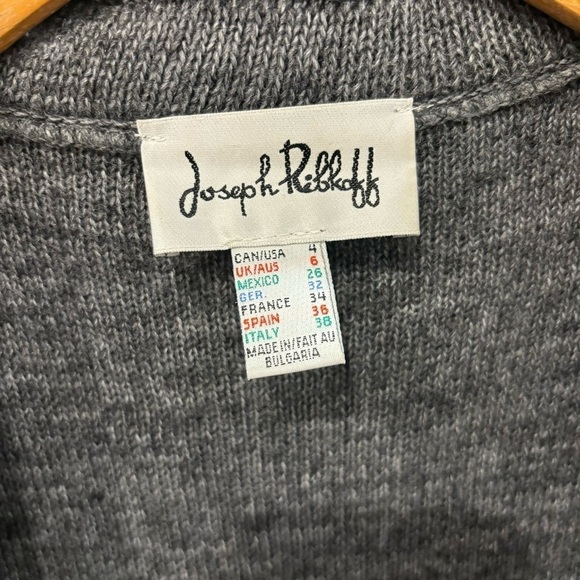 Joseph Ribkoff
CAN/USA 4
UK/AUS 6
MEXICO 26
GER. 32
FRANCE 34
SPAIN 36
ITALY 38
MADE IN/FAIT AU
BULGARIA